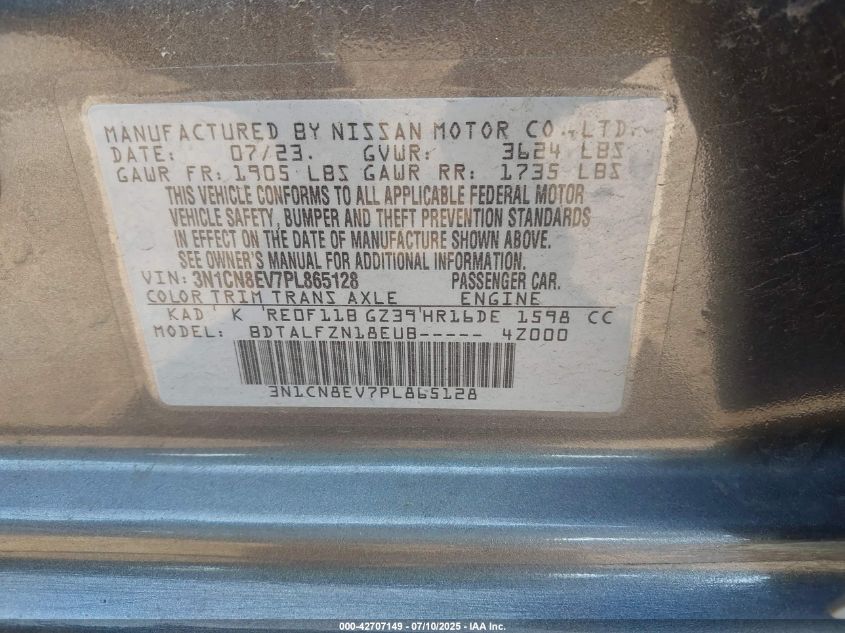 MANUFACTURED BY NISSAN MOTOR CO., LTD.
DATE: 07/23. GVWR: 3624 LBS
GAWR FR: 1905 LBS GAWR RR: 1735 LBS
THIS VEHICLE CONFORMS TO ALL APPLICABLE FEDERAL MOTOR
VEHICLE SAFETY, BUMPER AND THEFT PREVENTION STANDARDS
IN EFFECT ON THE DATE OF MANUFACTURE SHOWN ABOVE.
SEE OWNER'S MANUAL FOR ADDITIONAL INFORMATION.
VIN: 3N1CN8EV7PL865128 PASSENGER CAR.
COLOR TRIM TRANS AXLE ENGINE
KAD K RE0F11B GZ39 HR16DE 1598 CC
MODEL: BDTALFZN18EUB----- 4Z000
3N1CN8EV7PL865128
000-42707149 - 07/10/2025 - IAA Inc.